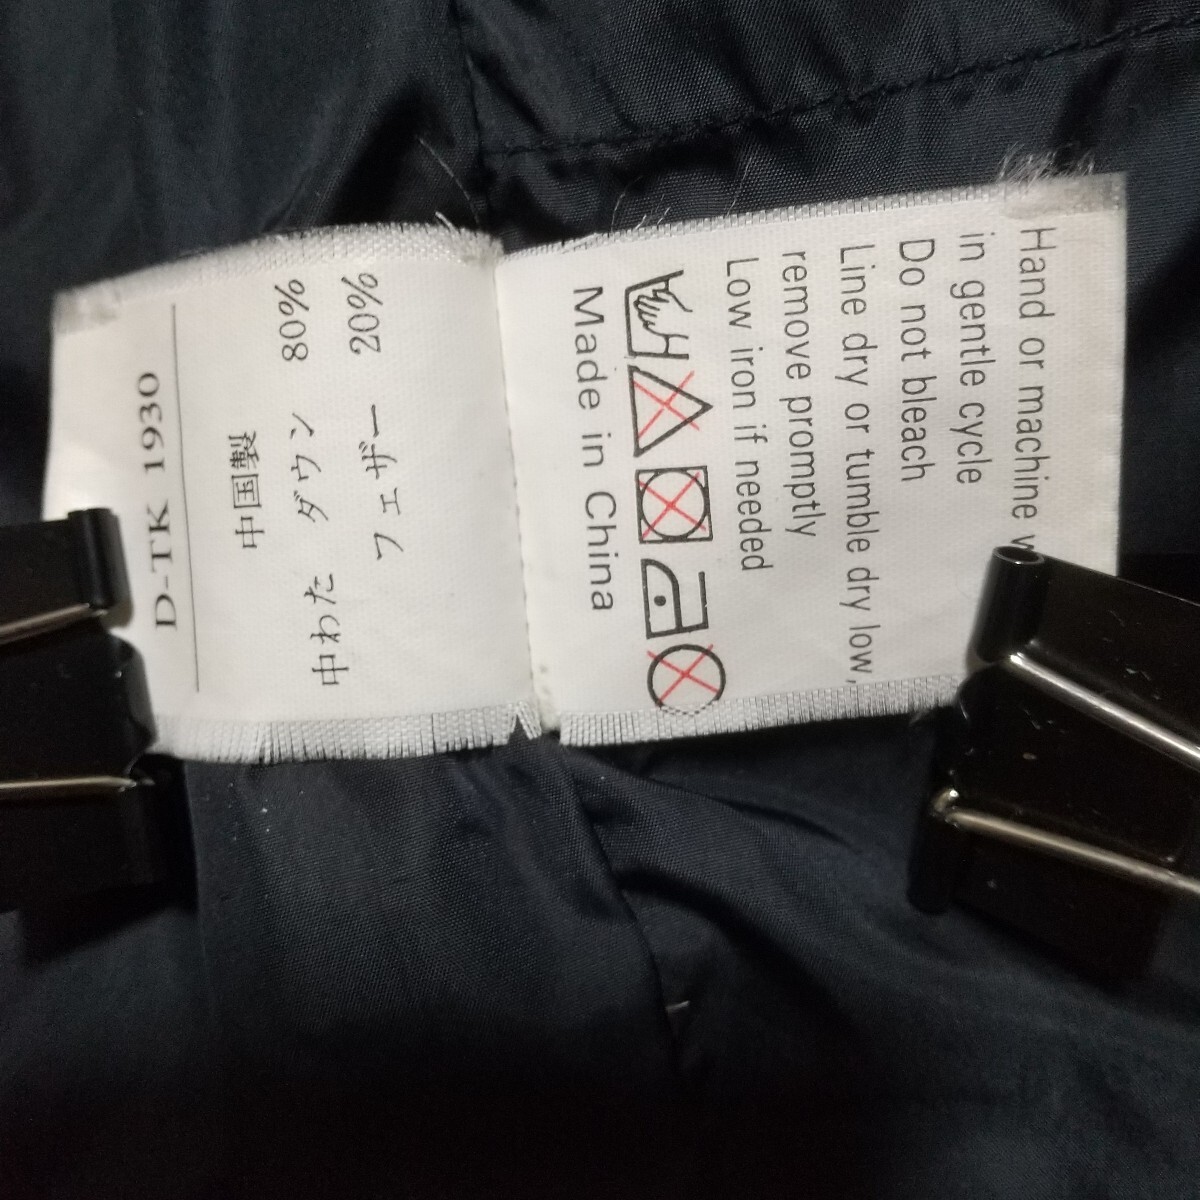 Hand or machine
in gentle cycle
Do not bleach
Line dry or tumble dry low,
remove promptly
Low iron if needed
Made in China
フェザー 20%
中わた ダウン 80%
中国製
D-TK 1930